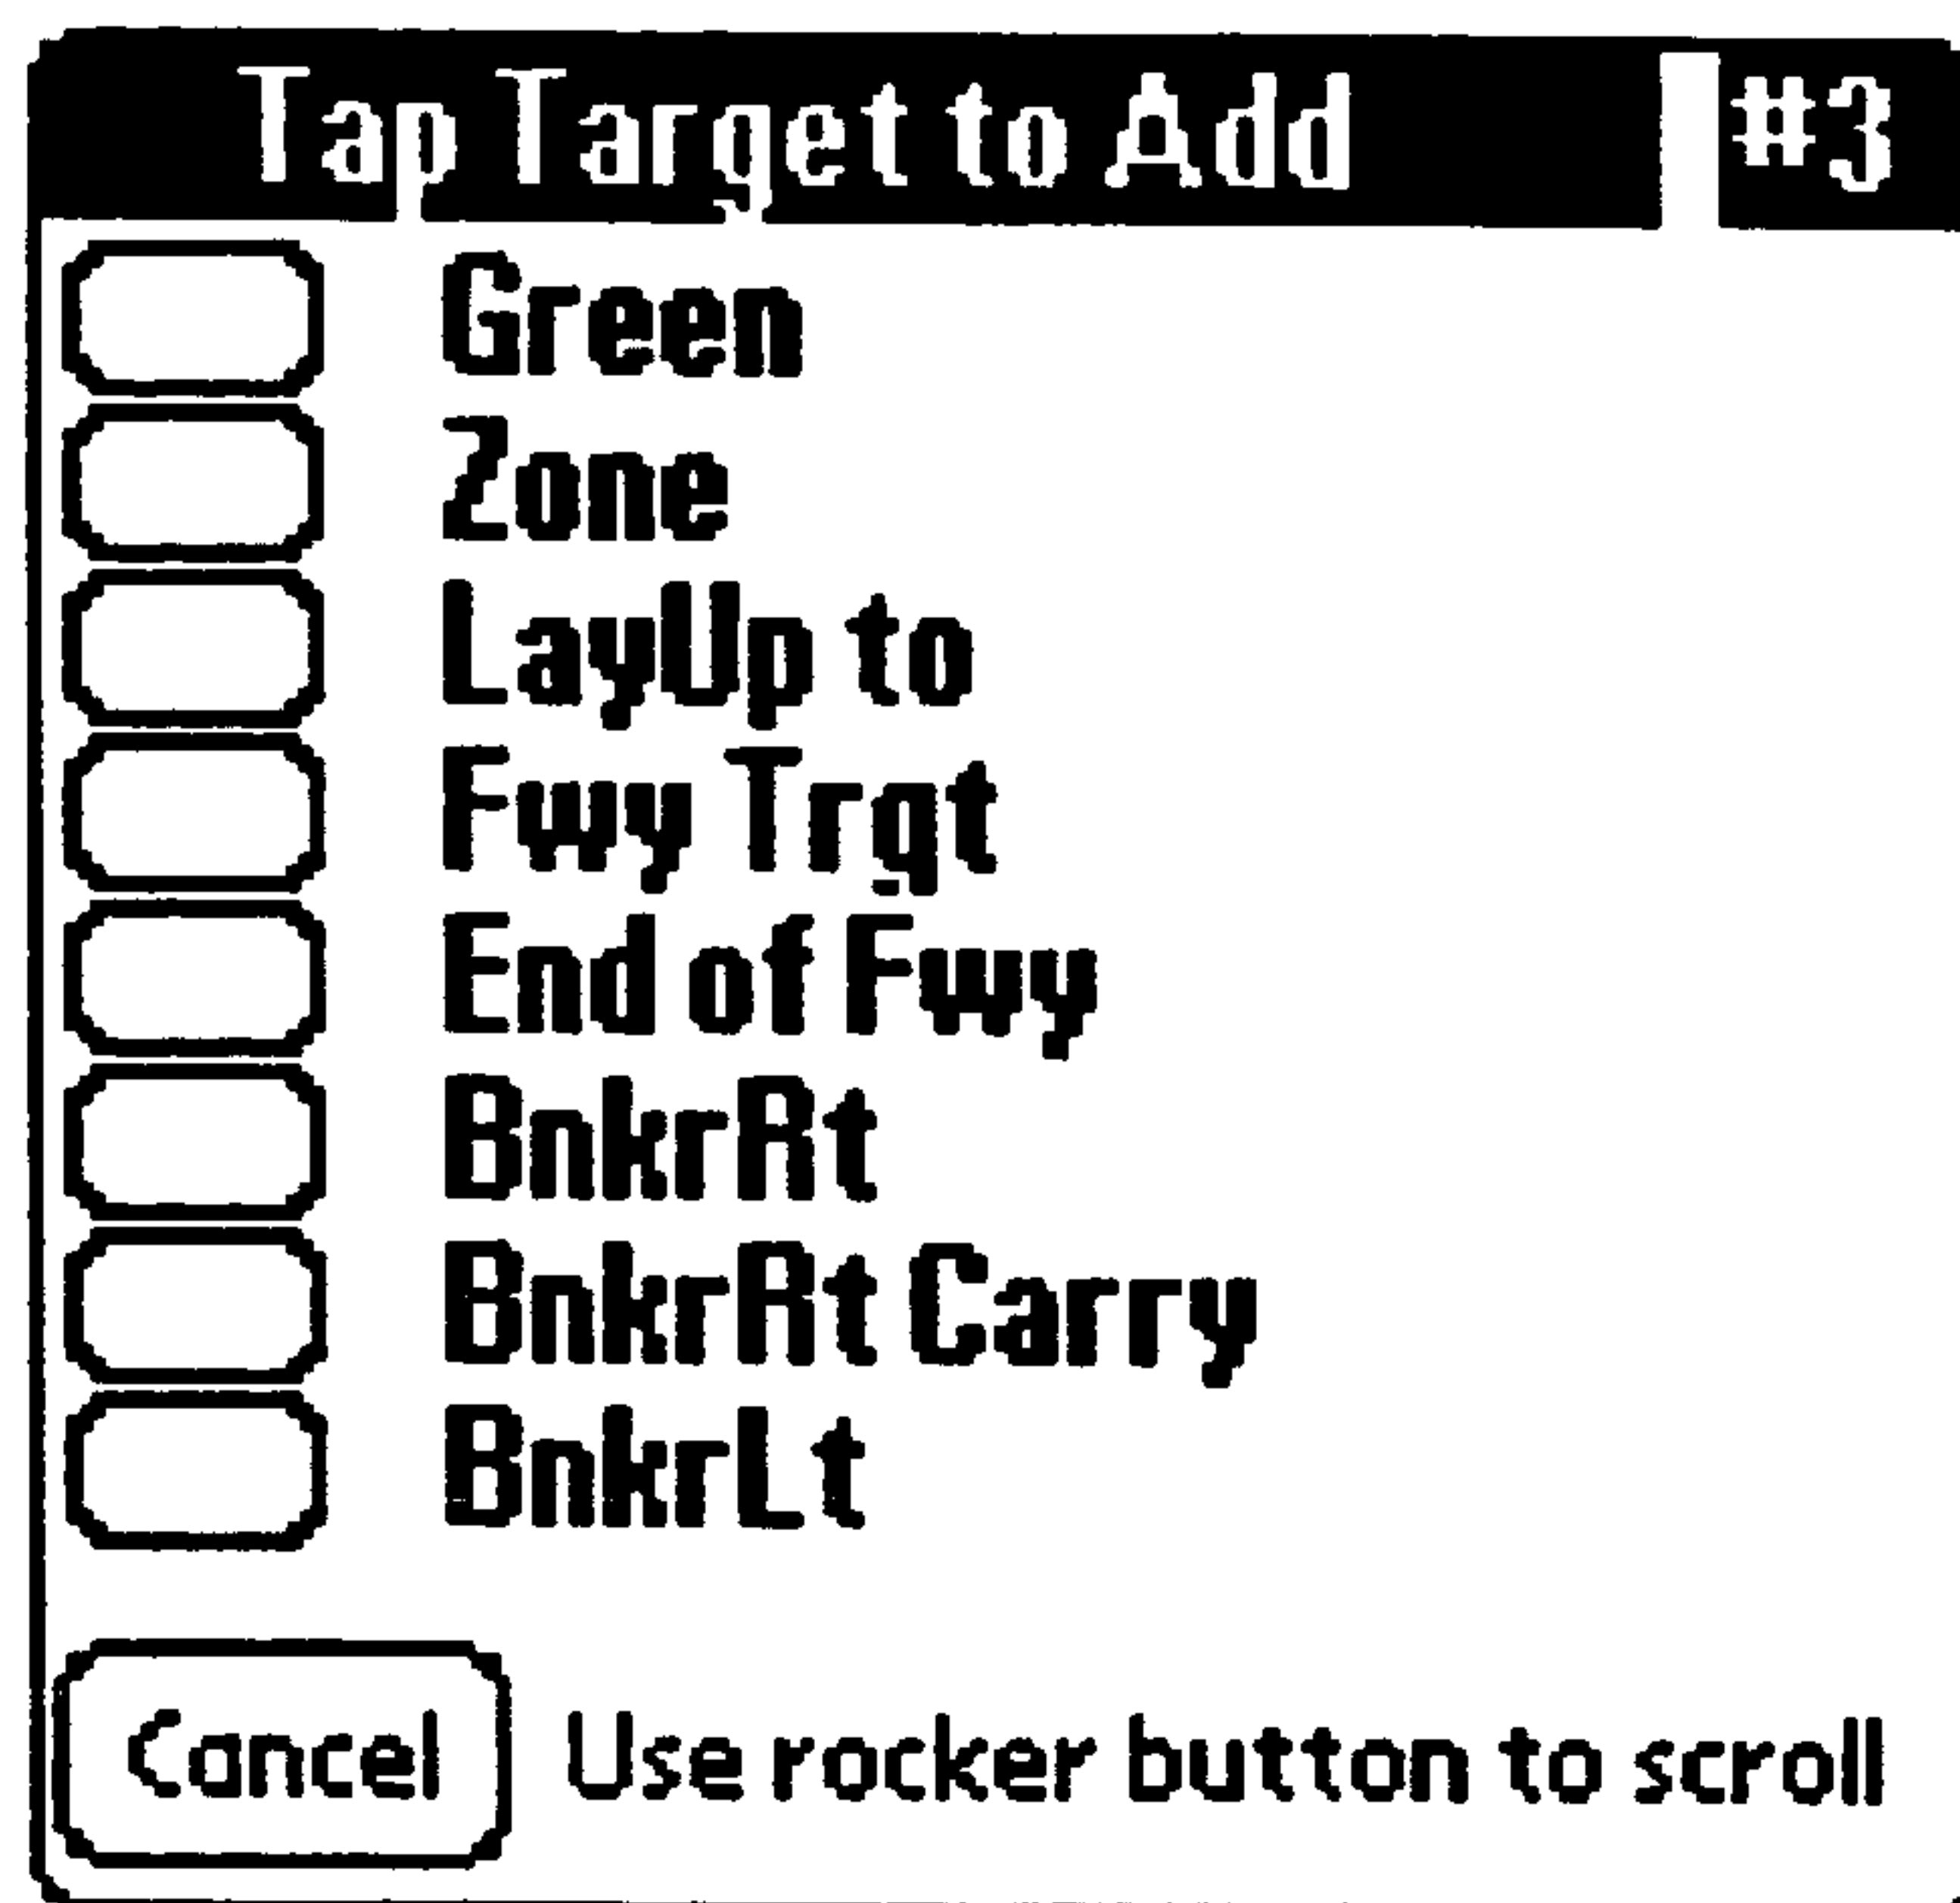 Tap Target to Add #3
Green
Zone
LayUp to
Fwy Trgt
End of Fwy
BnkrRt
BnkrRt Carry
BnkrLt
Cancel Use rocker button to scroll